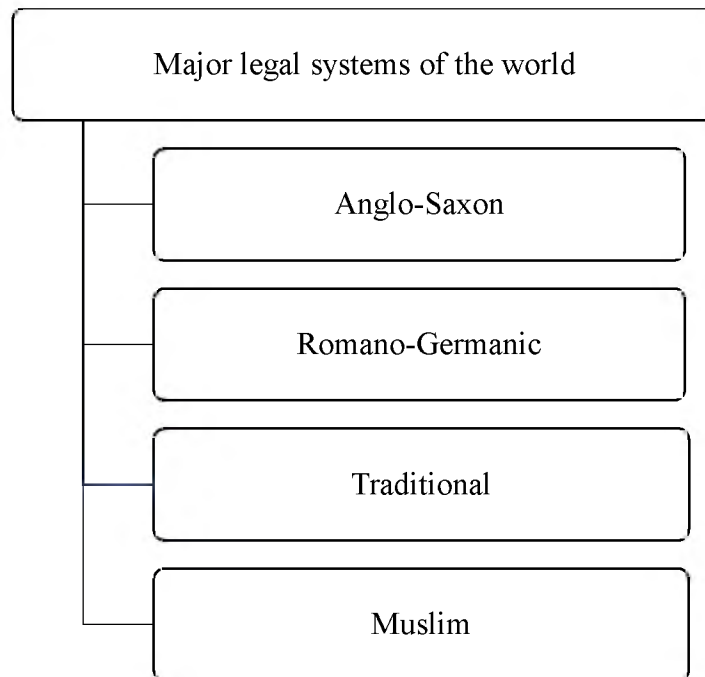 Major legal systems of the world
Anglo-Saxon
Romano-Germanic
Traditional
Muslim